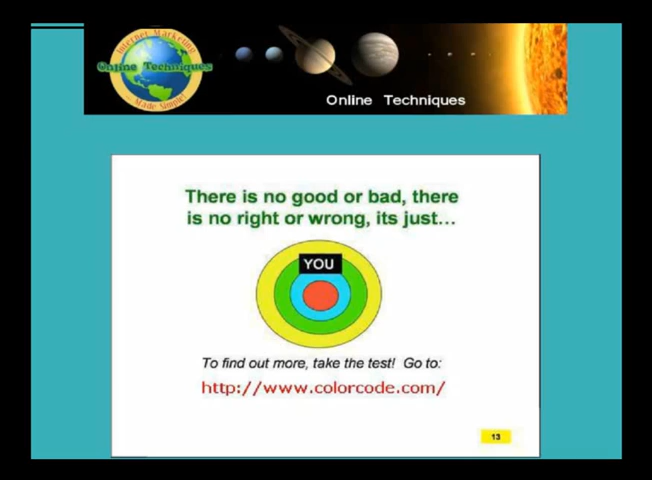 Internet Marketing
Online Techniques
Made Simple!
Online Techniques
There is no good or bad, there
is no right or wrong, its just...
YOU
To find out more, take the test! Go to:
http://www.colorcode.com/
13